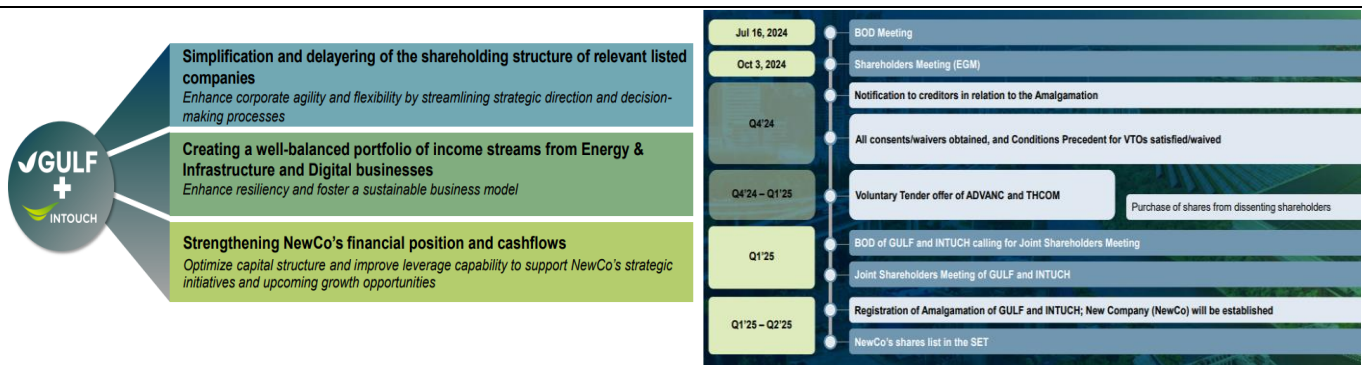 Simplification and delayering of the shareholding structure of relevant listed
companies
Enhance corporate agility and flexibility by streamlining strategic direction and decision-
making processes
GULF
+
INTOUCH
Creating a well-balanced portfolio of income streams from Energy &
Infrastructure and Digital businesses
Enhance resiliency and foster a sustainable business model
Strengthening NewCo's financial position and cashflows
Optimize capital structure and improve leverage capability to support NewCo's strategic
initiatives and upcoming growth opportunities
Jul 16, 2024
BOD Meeting
Oct 3, 2024
Shareholders Meeting (EGM)
Q4'24
Notification to creditors in relation to the Amalgamation
All consents/waivers obtained, and Conditions Precedent for VTOs satisfied/waived
Q4'24 – Q1'25
Voluntary Tender offer of ADVANC and THCOM
Purchase of shares from dissenting shareholders
Q1'25
BOD of GULF and INTUCH calling for Joint Shareholders Meeting
Joint Shareholders Meeting of GULF and INTUCH
Q1'25 – Q2'25
Registration of Amalgamation of GULF and INTUCH; New Company (NewCo) will be established
NewCo's shares list in the SET